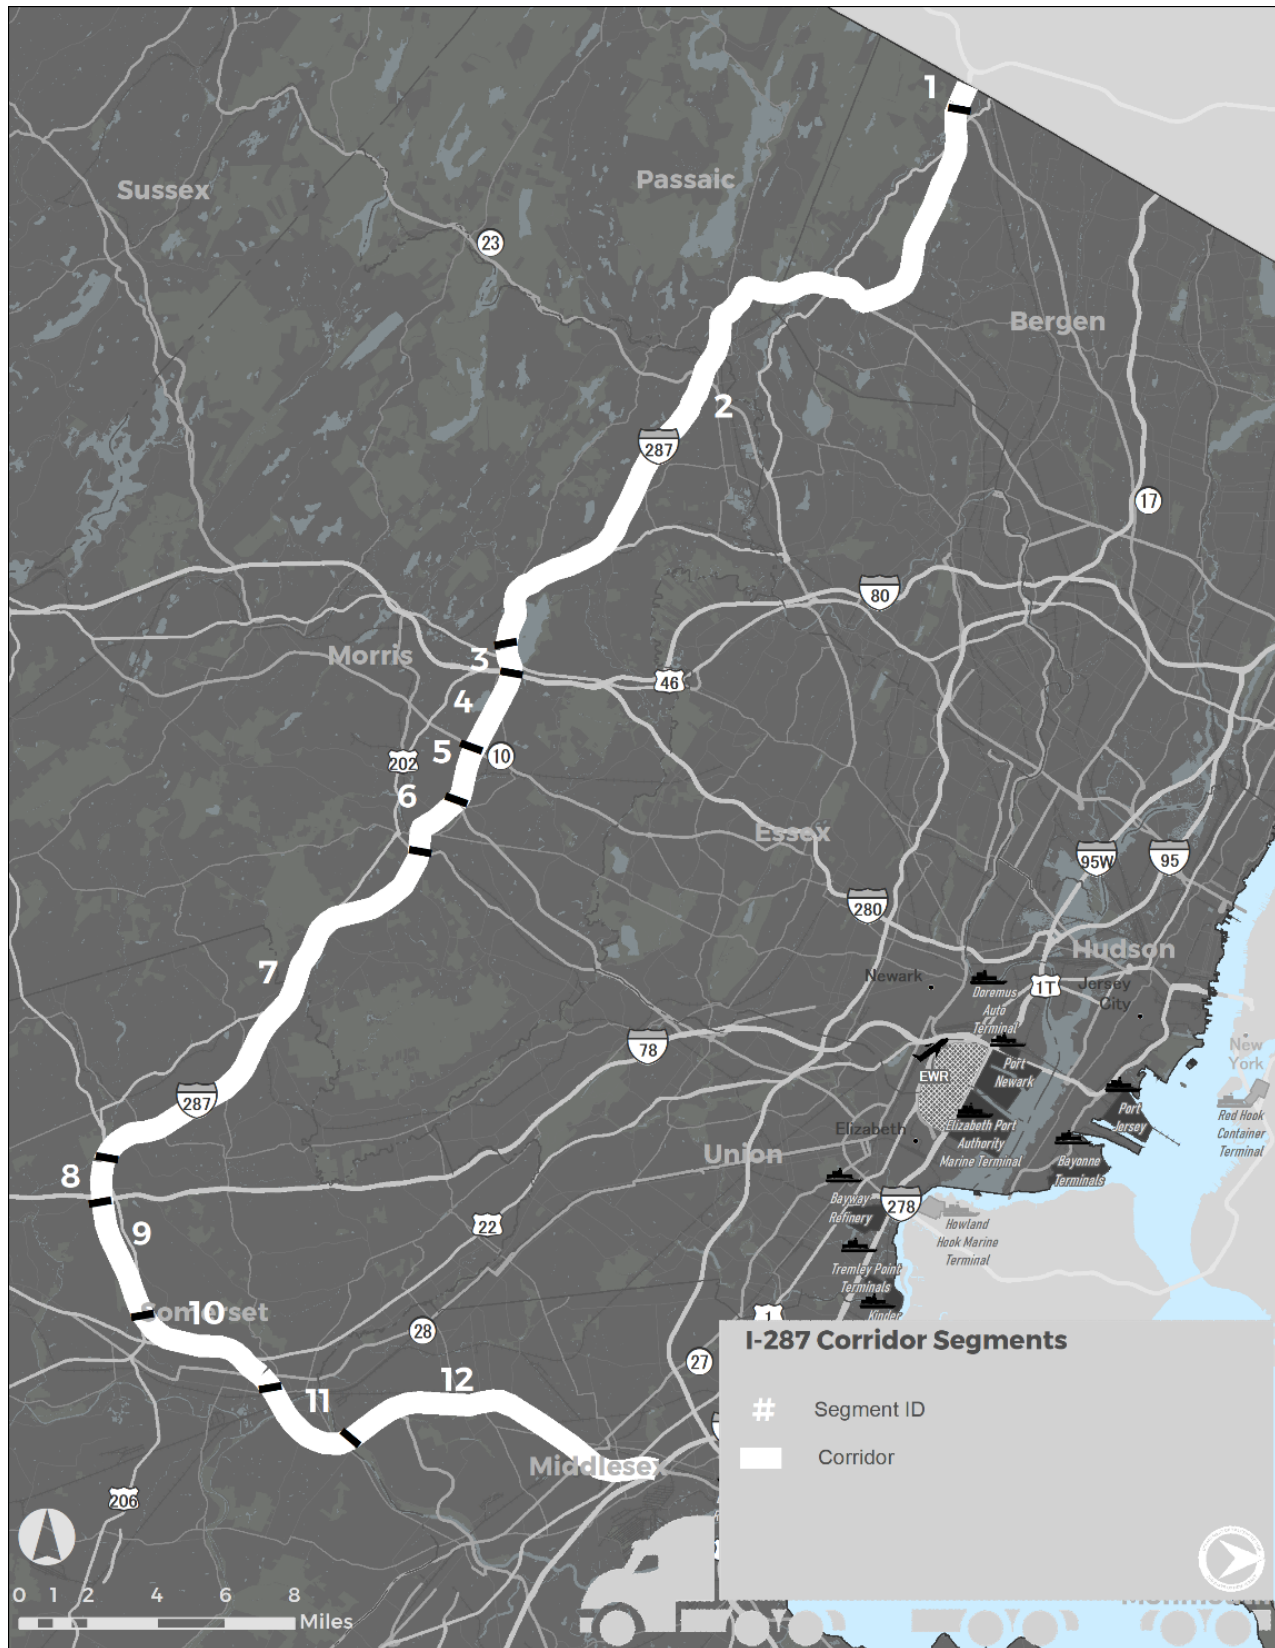 1
Sussex
Passaic
23
Bergen
2
287
17
80
Morris
3
46
4
5
10
202
6
Essex
95W
95
280
7
Hudson
Newark
Doremus
Auto
Terminal
1T
Jersey
City
78
New
York
Port
Newark
EWR
287
Port
Jersey
Red Hook
Container
Terminal
Elizabeth
Elizabeth Port
Authority
Marine Terminal
Union
Bayonne
Terminals
8
Bayway
Refinery
278
22
Howland
Hook Marine
Terminal
9
Tremley Point
Terminals
Kinder
Somerset
10
28
1
I-287 Corridor Segments
27
12
11
# Segment ID
Corridor
Middlesex
206
0 1 2 4 6 8
Miles